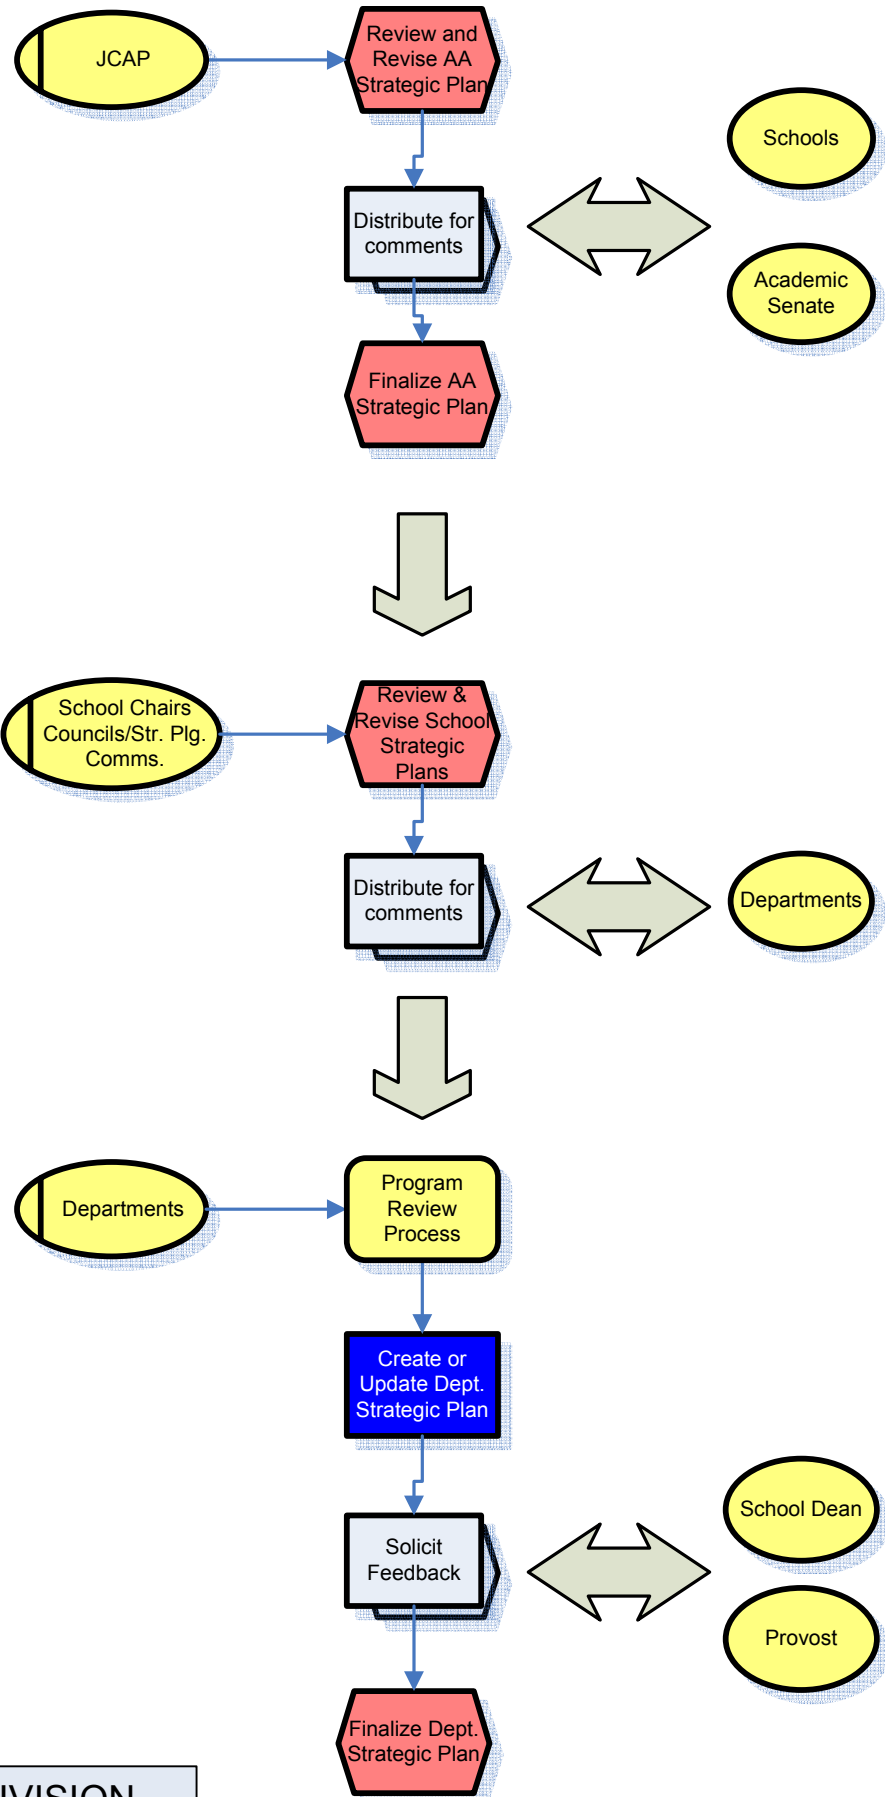 JCAP
Review and
Revise AA
Strategic Plan
Schools
Distribute for
comments
Academic
Senate
Finalize AA
Strategic Plan
School Chairs
Councils/Str. Plg.
Comms.
Review &
Revise School
Strategic
Plans
Distribute for
comments
Departments
Departments
Program
Review
Process
Create or
Update Dept.
Strategic Plan
School Dean
Solicit
Feedback
Provost
Finalize Dept.
Strategic Plan